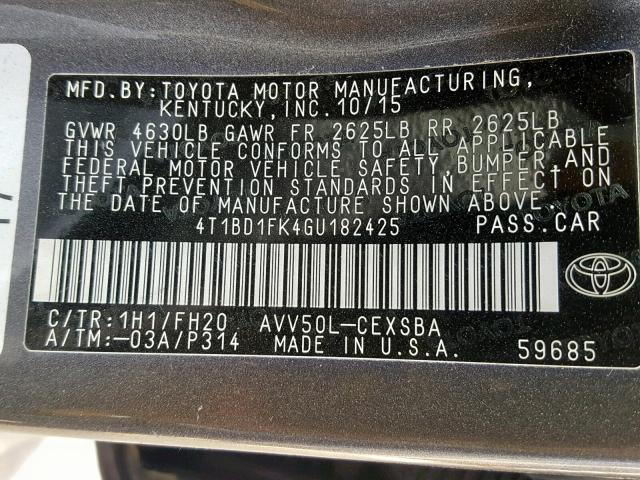 MFD.BY:TOYOTA MOTOR MANUFACTURING,
KENTUCKY,INC.10/15
GVWR 4630LB GAWR FR 2625LB RR 2625LB
THIS VEHICLE CONFORMS TO ALL APPLICABLE
FEDERAL MOTOR VEHICLE SAFETY,BUMPER AND
THEFT PREVENTION STANDARDS IN EFFECT ON
THE DATE OF MANUFACTURE SHOWN ABOVE.
4T1BD1FK4GU182425 PASS.CAR
C/TR:1H1/FH20 AVV50L-CEXSBA
A/TM:-03A/P314 MADE IN U.S.A. 59685